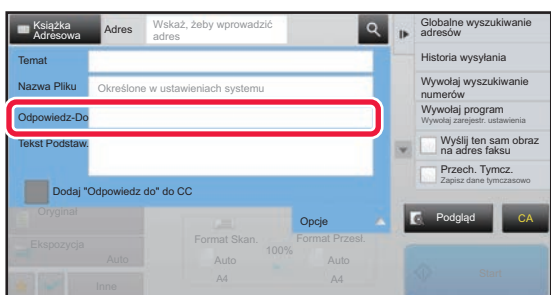 Książka
Adresowa
Adres
Wskaż, żeby wprowadzić
adres
Temat
Nazwa Pliku
Określone w ustawieniach systemu
Odpowiedz-Do
Tekst Podstaw.
Dodaj "Odpowiedz do" do CC
Opcje
Oryginał
Ekspozycja
Auto
Inne
Format Skan.
Auto
A4
100%
Format Przesł.
Auto
A4
Globalne wyszukiwanie
adresów
Historia wysyłania
Wywołaj wyszukiwanie
numerów
Wywołaj program
Wywołaj zarejestr. ustawienia
Wyślij ten sam obraz
na adres faksu
Przech. Tymcz.
Zapisz dane tymczasowo
Podgląd
CA
Start